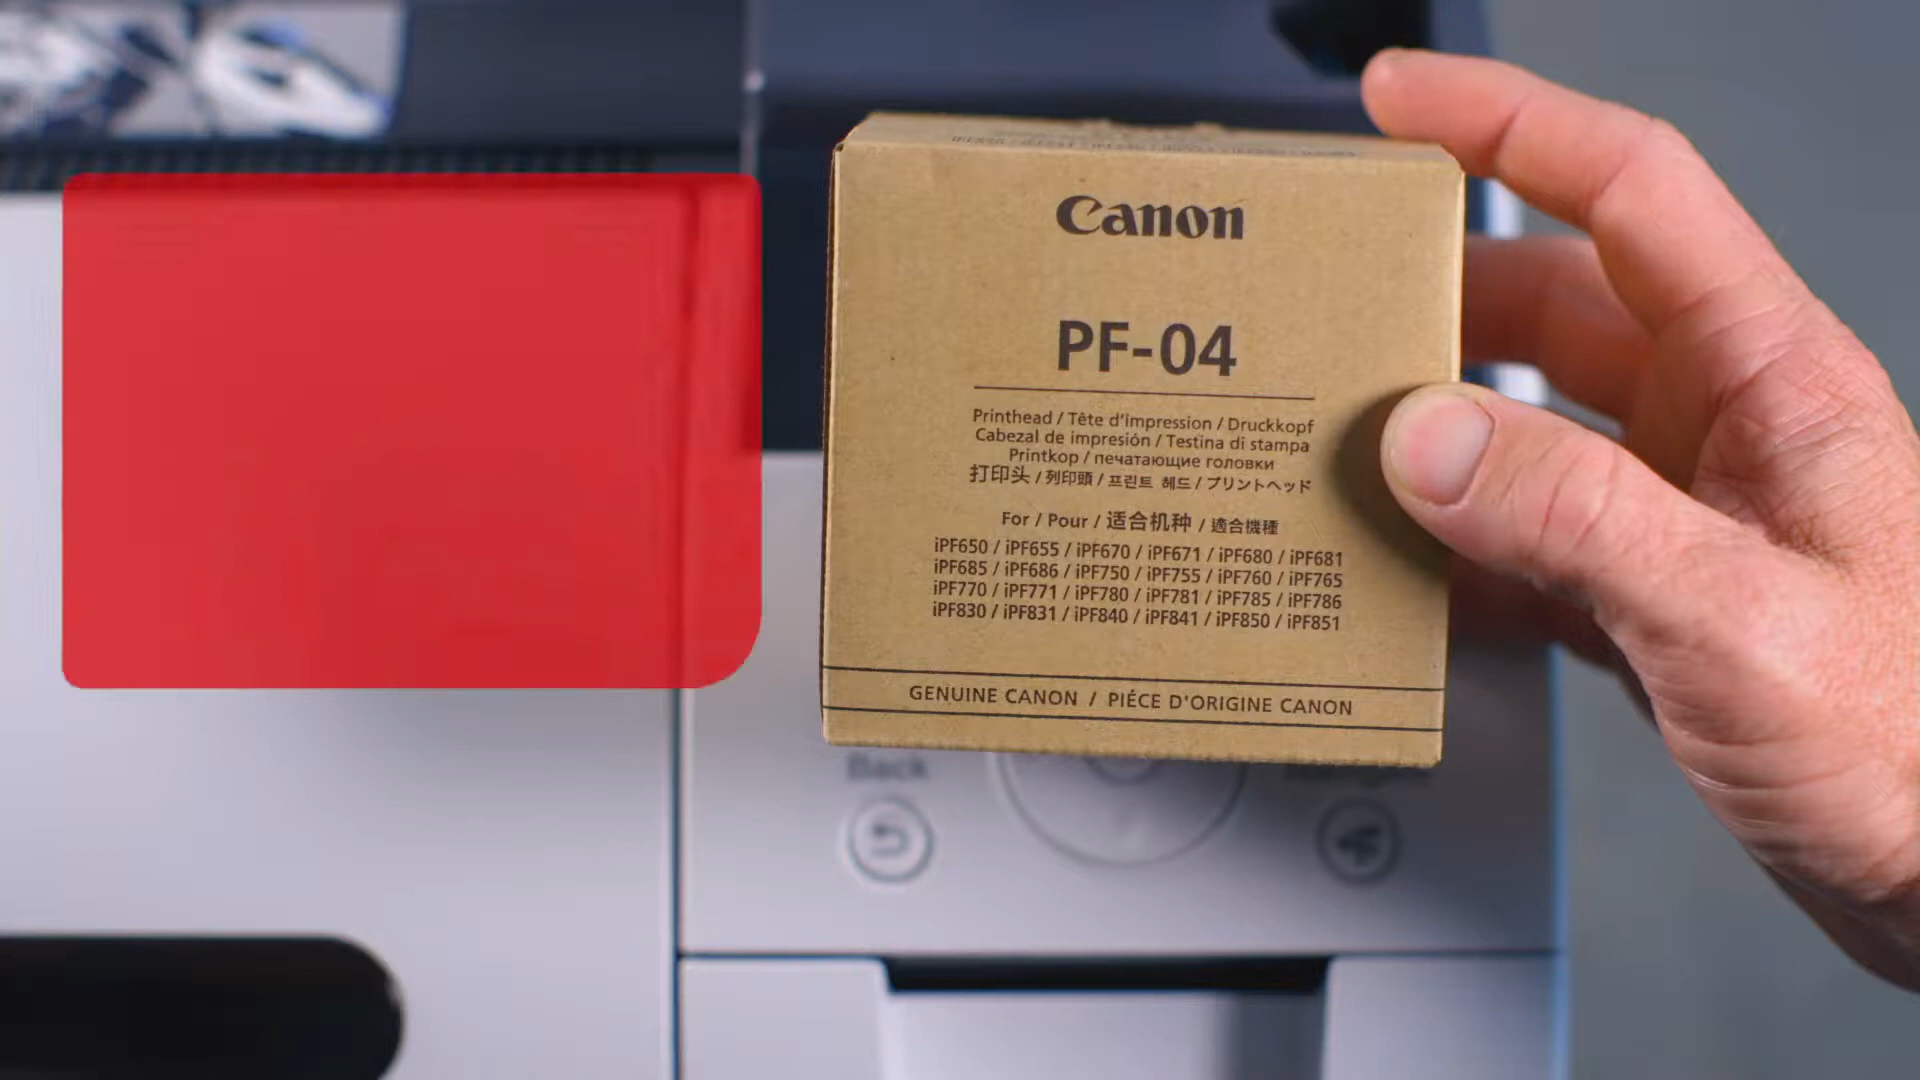 Canon
PF-04
Printhead / Tête d'impression / Druckkopf
Cabezal de impresión / Testina di stampa
Printkop / печатающие головки
打印头 / 列印頭 / 프린트 헤드 / プリントヘッド
For / Pour / 适合机种 / 適合機種
iPF650 / iPF655 / iPF670 / iPF671 / iPF680 / iPF681
iPF685 / iPF686 / iPF750 / iPF755 / iPF760 / iPF765
iPF770 / iPF771 / iPF780 / iPF781 / iPF785 / iPF786
iPF830 / iPF831 / iPF840 / iPF841 / iPF850 / iPF851
GENUINE CANON / PIÉCE D'ORIGINE CANON
Back